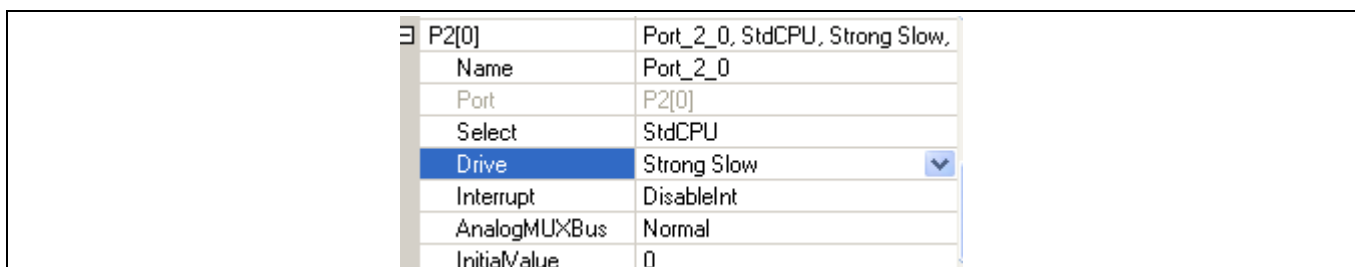 P2[0] Port_2_0, StdCPU, Strong Slow,
Name Port_2_0
Port P2[0]
Select StdCPU
Drive Strong Slow
Interrupt DisableInt
AnalogMUXBus Normal
InitialValue 0